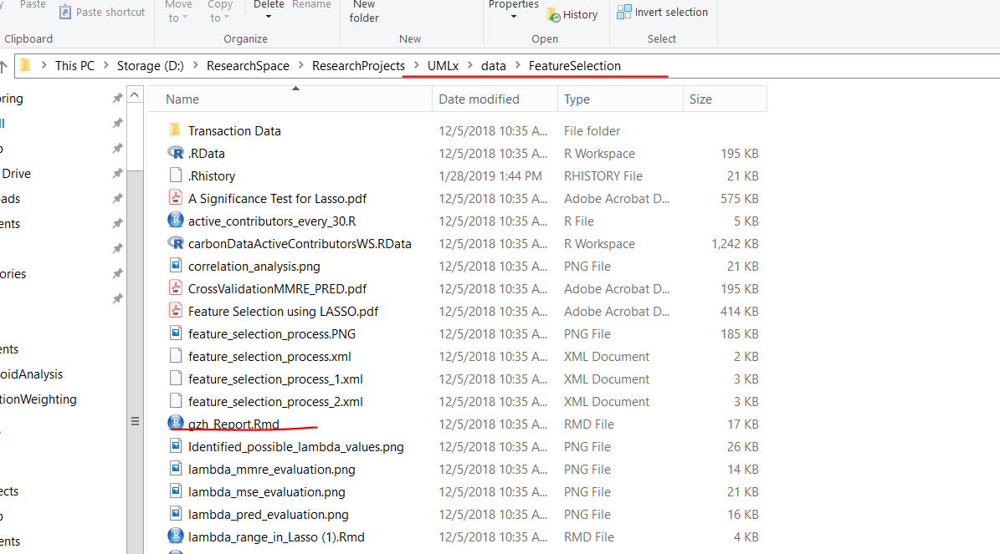 Paste Paste shortcut Move to Copy to Delete Rename New folder Properties History Invert selection
Clipboard Organize New Open Select
This PC Storage (D:) ResearchSpace ResearchProjects UMLx data FeatureSelection
Name Date modified Type Size
Transaction Data 12/5/2018 10:35 A... File folder
.RData 12/5/2018 10:35 A... R Workspace 195 KB
.Rhistory 1/28/2019 1:44 PM RHISTORY File 21 KB
A Significance Test for Lasso.pdf 12/5/2018 10:35 A... Adobe Acrobat D... 575 KB
active_contributors_every_30.R 12/5/2018 10:35 A... R File 5 KB
carbonDataActiveContributorsWS.RData 12/5/2018 10:35 A... R Workspace 1,242 KB
correlation_analysis.png 12/5/2018 10:35 A... PNG File 21 KB
CrossValidationMMRE_PRED.pdf 12/5/2018 10:35 A... Adobe Acrobat D... 195 KB
Feature Selection using LASSO.pdf 12/5/2018 10:35 A... Adobe Acrobat D... 414 KB
feature_selection_process.PNG 12/5/2018 10:35 A... PNG File 185 KB
feature_selection_process.xml 12/5/2018 10:35 A... XML Document 2 KB
feature_selection_process_1.xml 12/5/2018 10:35 A... XML Document 3 KB
feature_selection_process_2.xml 12/5/2018 10:35 A... XML Document 3 KB
gzh_Report.Rmd 12/5/2018 10:35 A... RMD File 17 KB
Identified_possible_lambda_values.png 12/5/2018 10:35 A... PNG File 26 KB
lambda_mmre_evaluation.png 12/5/2018 10:35 A... PNG File 14 KB
lambda_mse_evaluation.png 12/5/2018 10:35 A... PNG File 21 KB
lambda_pred_evaluation.png 12/5/2018 10:35 A... PNG File 16 KB
lambda_range_in_Lasso (1).Rmd 12/5/2018 10:35 A... RMD File 4 KB
oring
Drive
ads
ents
ories
ents
oidAnalysis
tionWeighting
ects
ents